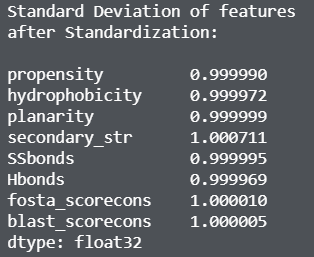 Standard Deviation of features
after Standardization:
propensity 0.999990
hydrophobicity 0.999972
planarity 0.999999
secondary_str 1.000711
SSbonds 0.999995
Hbonds 0.999969
fosta_scorecons 1.000010
blast_scorecons 1.000005
dtype: float32